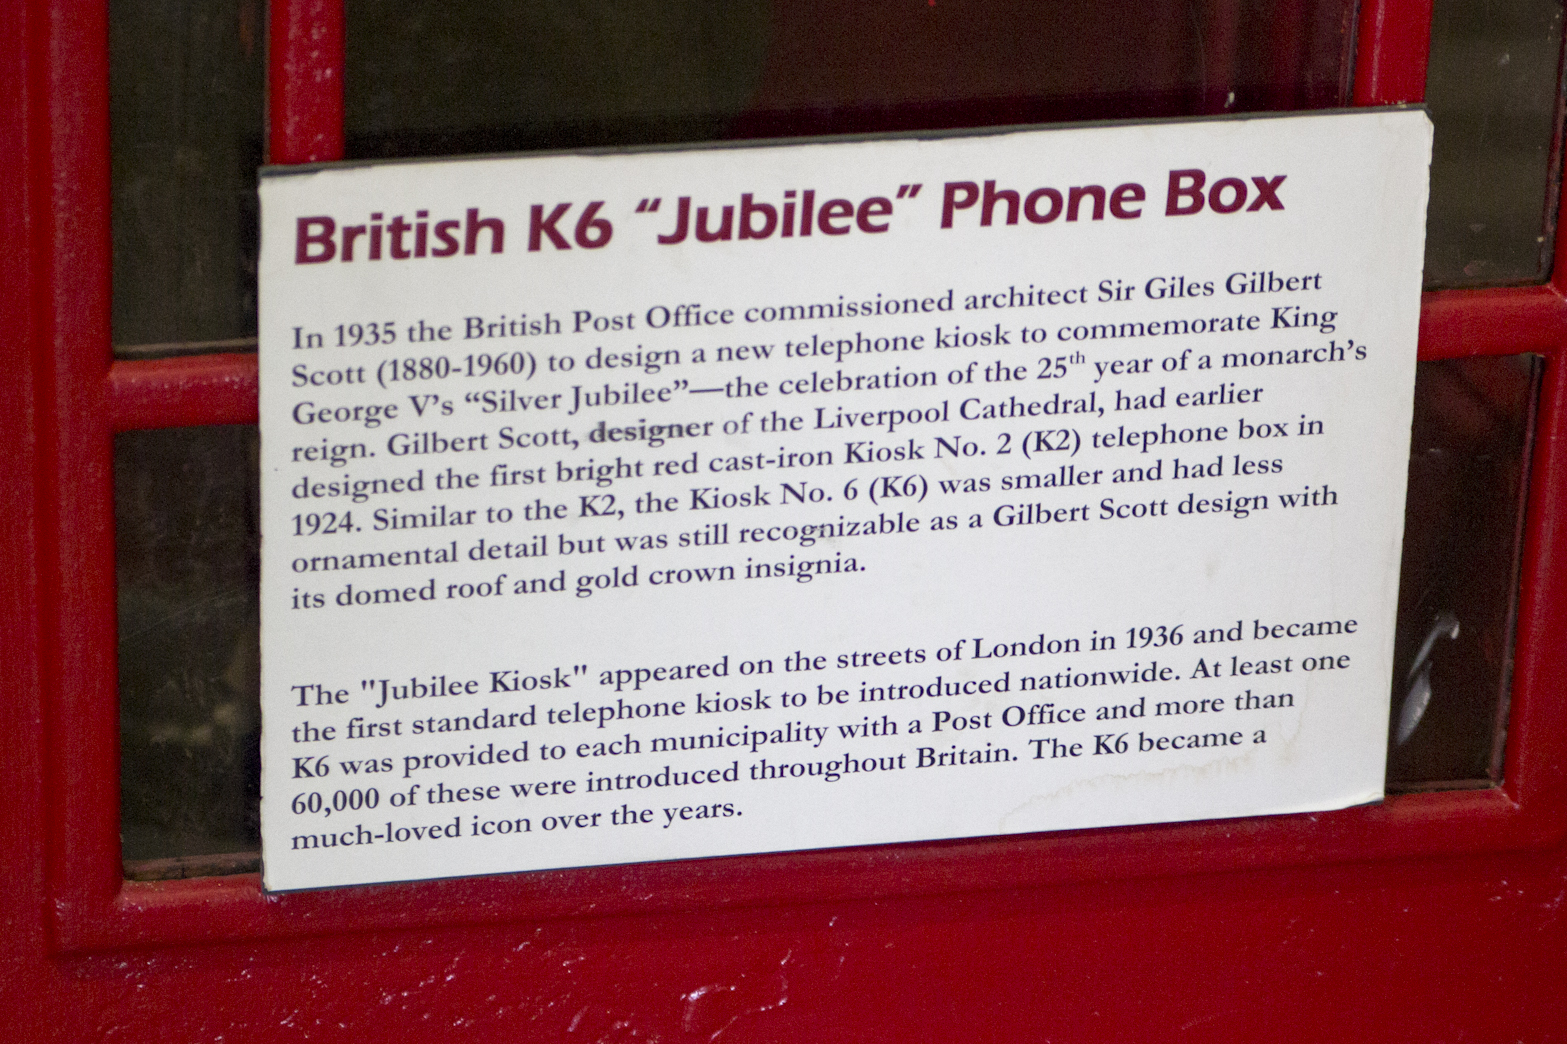 British K6 “Jubilee” Phone Box
In 1935 the British Post Office commissioned architect Sir Giles Gilbert
Scott (1880-1960) to design a new telephone kiosk to commemorate King
George V’s “Silver Jubilee”—the celebration of the 25th year of a monarch’s
reign. Gilbert Scott, designer of the Liverpool Cathedral, had earlier
designed the first bright red cast-iron Kiosk No. 2 (K2) telephone box in
1924. Similar to the K2, the Kiosk No. 6 (K6) was smaller and had less
ornamental detail but was still recognizable as a Gilbert Scott design with
its domed roof and gold crown insignia.
The "Jubilee Kiosk" appeared on the streets of London in 1936 and became
the first standard telephone kiosk to be introduced nationwide. At least one
K6 was provided to each municipality with a Post Office and more than
60,000 of these were introduced throughout Britain. The K6 became a
much-loved icon over the years.